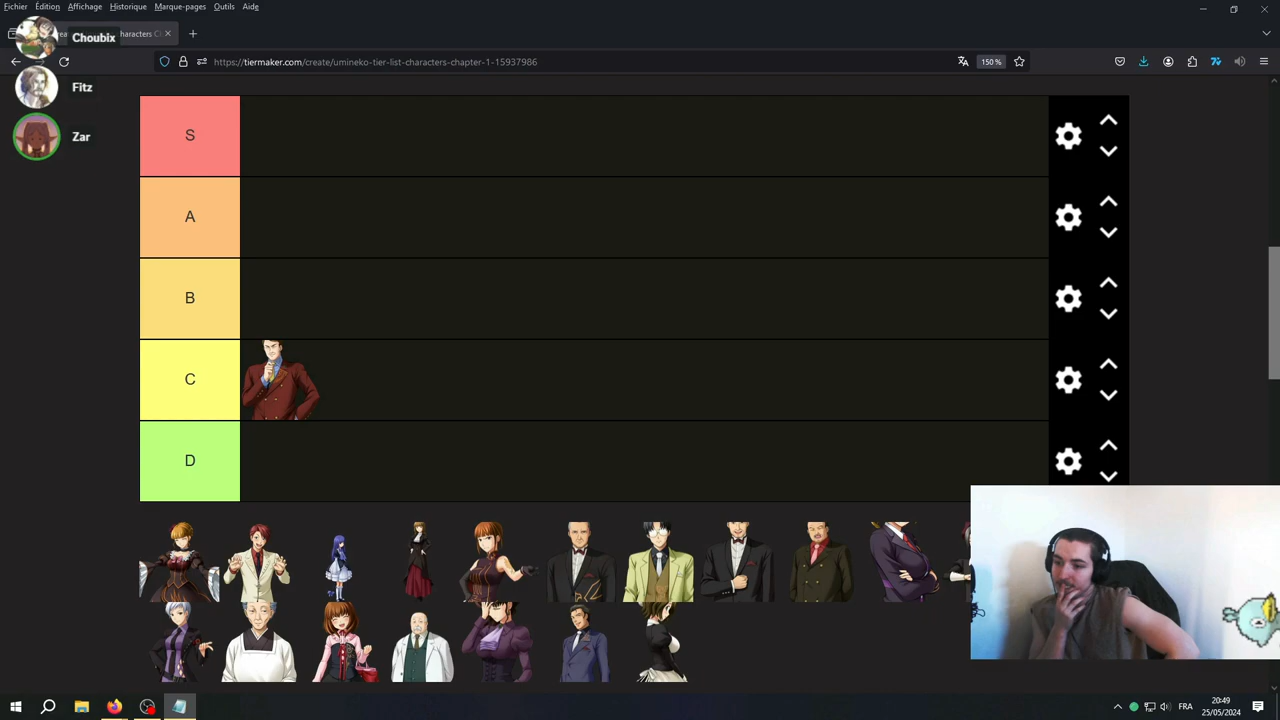 Fichier Édition Affichage Historique Marque-pages Outils Aide
Choubix
characters C
https://tiermaker.com/create/umineko-tier-list-characters-chapter-1-15937986
150 %
Fitz
Zar
S
A
B
C
D
FR
20:49
25/05/2024